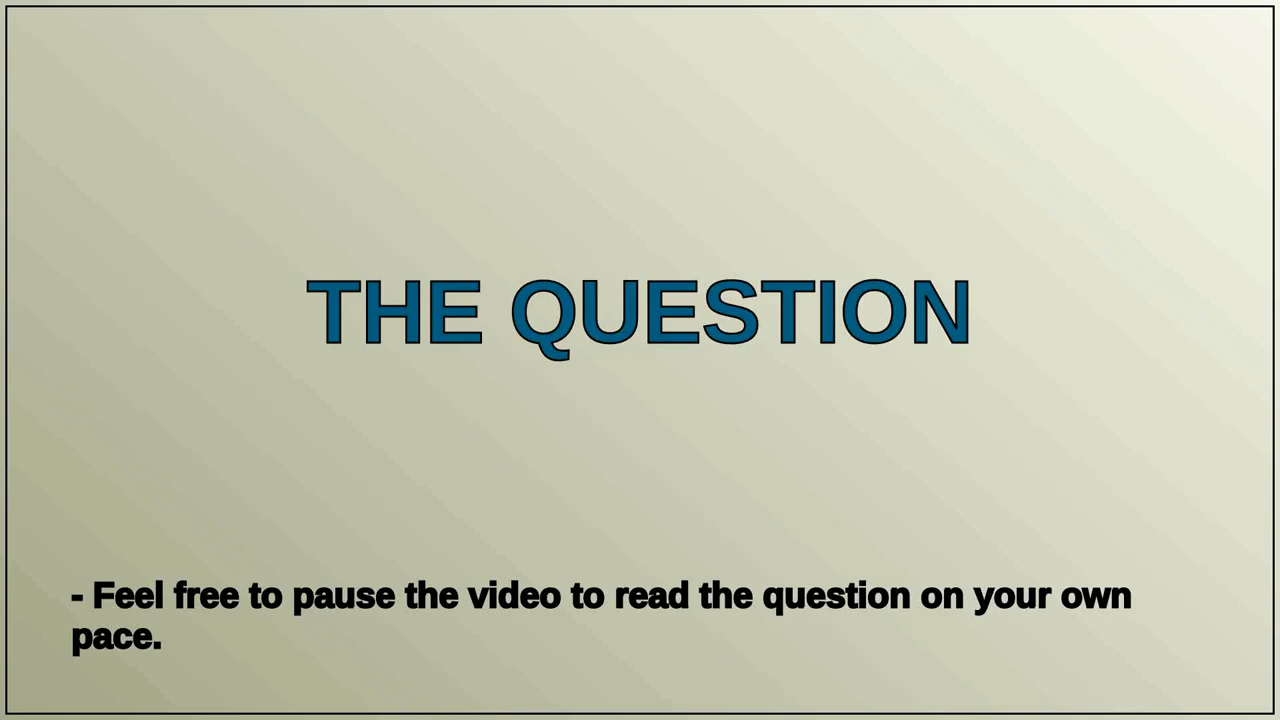 THE QUESTION
- Feel free to pause the video to read the question on your own
pace.